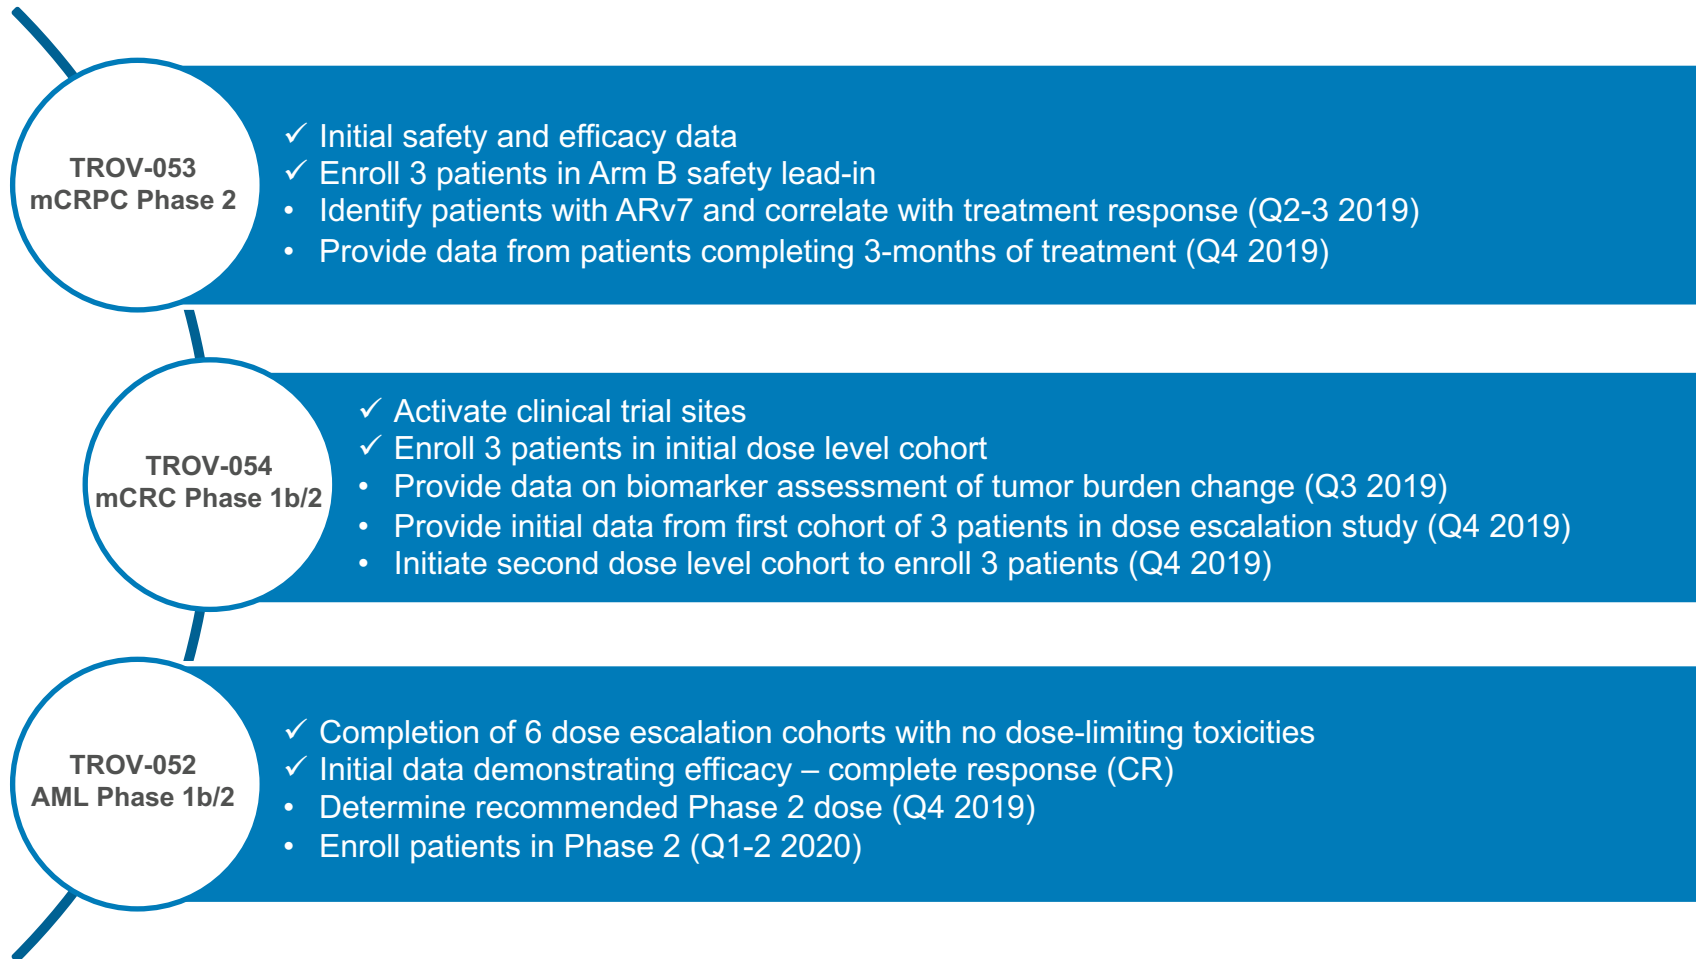 TROV-053
mCRPC Phase 2
✓ Initial safety and efficacy data
✓ Enroll 3 patients in Arm B safety lead-in
• Identify patients with ARv7 and correlate with treatment response (Q2-3 2019)
• Provide data from patients completing 3-months of treatment (Q4 2019)
TROV-054
mCRC Phase 1b/2
✓ Activate clinical trial sites
✓ Enroll 3 patients in initial dose level cohort
• Provide data on biomarker assessment of tumor burden change (Q3 2019)
• Provide initial data from first cohort of 3 patients in dose escalation study (Q4 2019)
• Initiate second dose level cohort to enroll 3 patients (Q4 2019)
TROV-052
AML Phase 1b/2
✓ Completion of 6 dose escalation cohorts with no dose-limiting toxicities
✓ Initial data demonstrating efficacy – complete response (CR)
• Determine recommended Phase 2 dose (Q4 2019)
• Enroll patients in Phase 2 (Q1-2 2020)